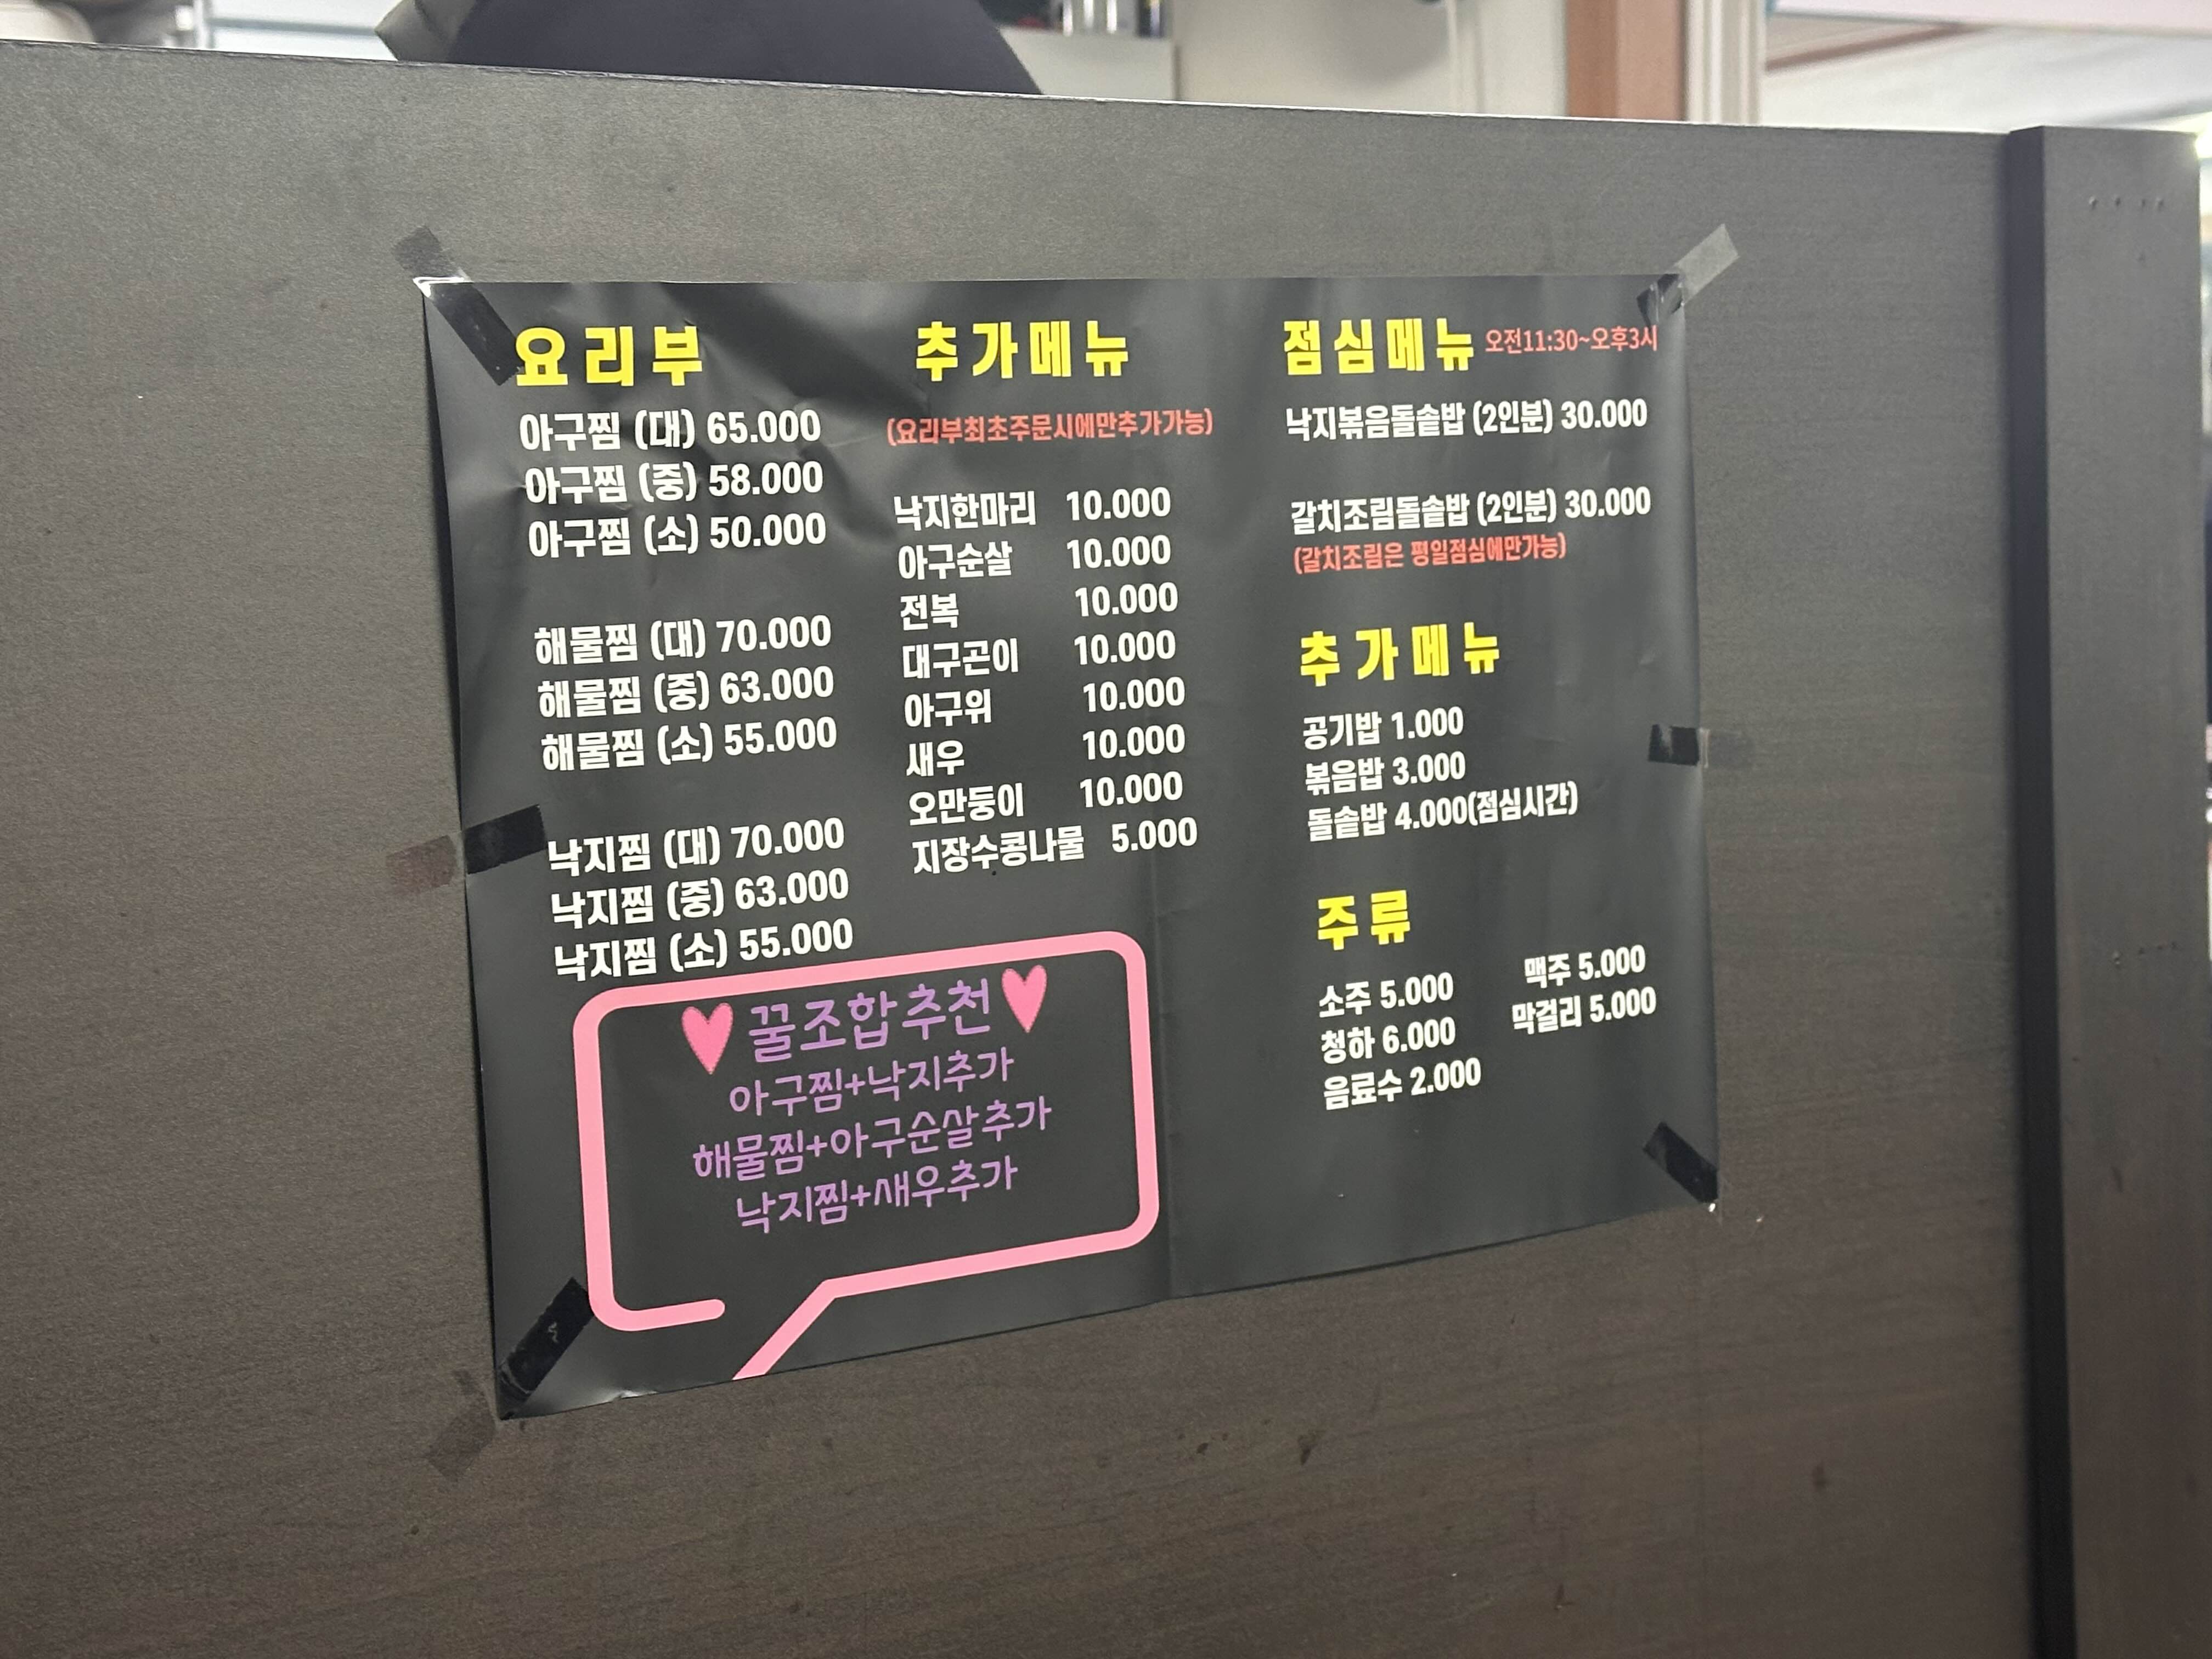 요리부
아구찜 (대) 65.000
아구찜 (중) 58.000
아구찜 (소) 50.000
해물찜 (대) 70.000
해물찜 (중) 63.000
해물찜 (소) 55.000
낙지찜 (대) 70.000
낙지찜 (중) 63.000
낙지찜 (소) 55.000
꿀조합추천
아구찜+낙지추가
해물찜+아구순살추가
낙지찜+새우추가
추가메뉴
(요리부최초주문시에만추가가능)
낙지한마리 10.000
아구순살 10.000
전복 10.000
대구곤이 10.000
아구위 10.000
새우 10.000
오만둥이 10.000
지장수콩나물 5.000
점심메뉴 오전11:30~오후3시
낙지볶음돌솥밥 (2인분) 30.000
갈치조림돌솥밥 (2인분) 30.000
(갈치조림은 평일점심에만가능)
추가메뉴
공기밥 1.000
볶음밥 3.000
돌솥밥 4.000(점심시간)
주류
소주 5.000 맥주 5.000
청하 6.000 막걸리 5.000
음료수 2.000